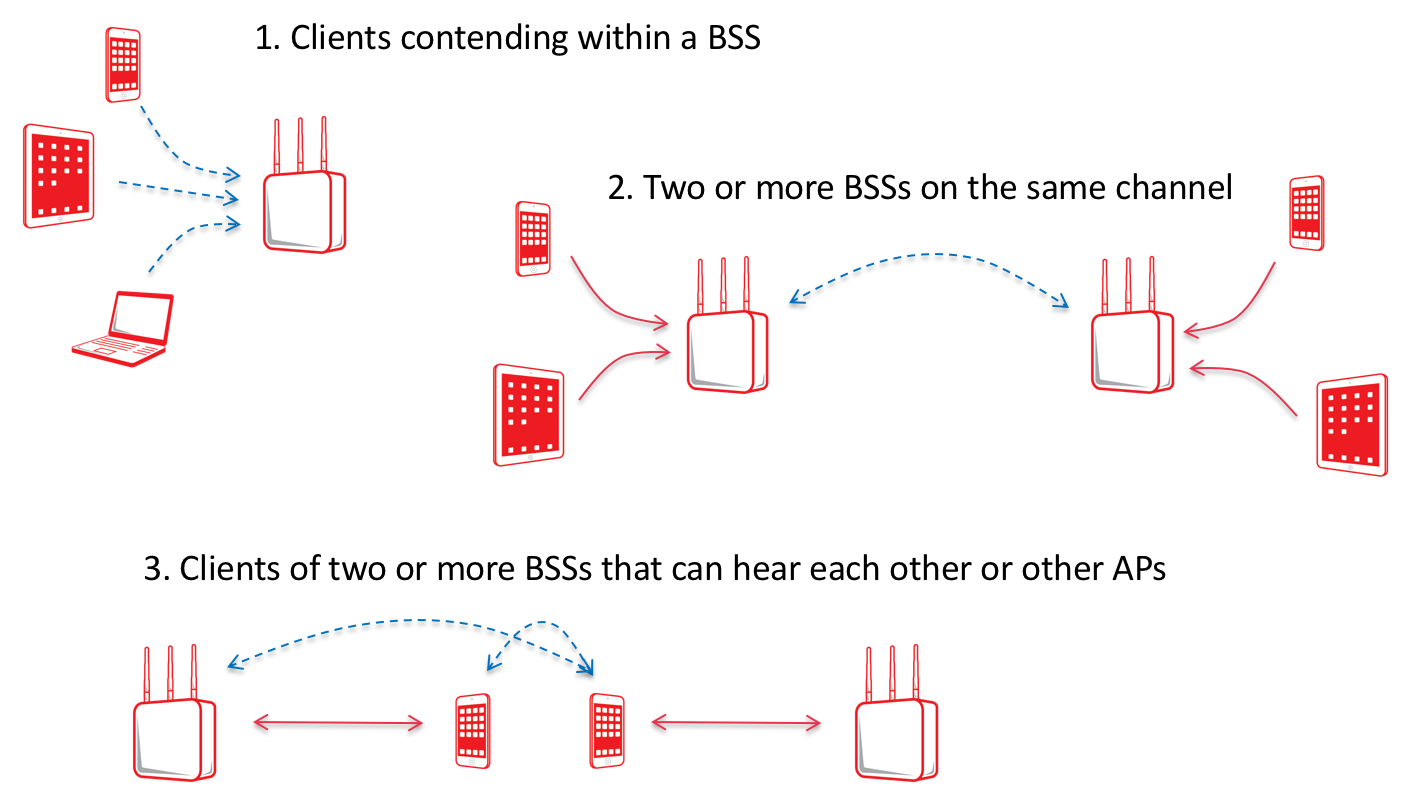 1. Clients contending within a BSS
2. Two or more BSSs on the same channel
3. Clients of two or more BSSs that can hear each other or other APs